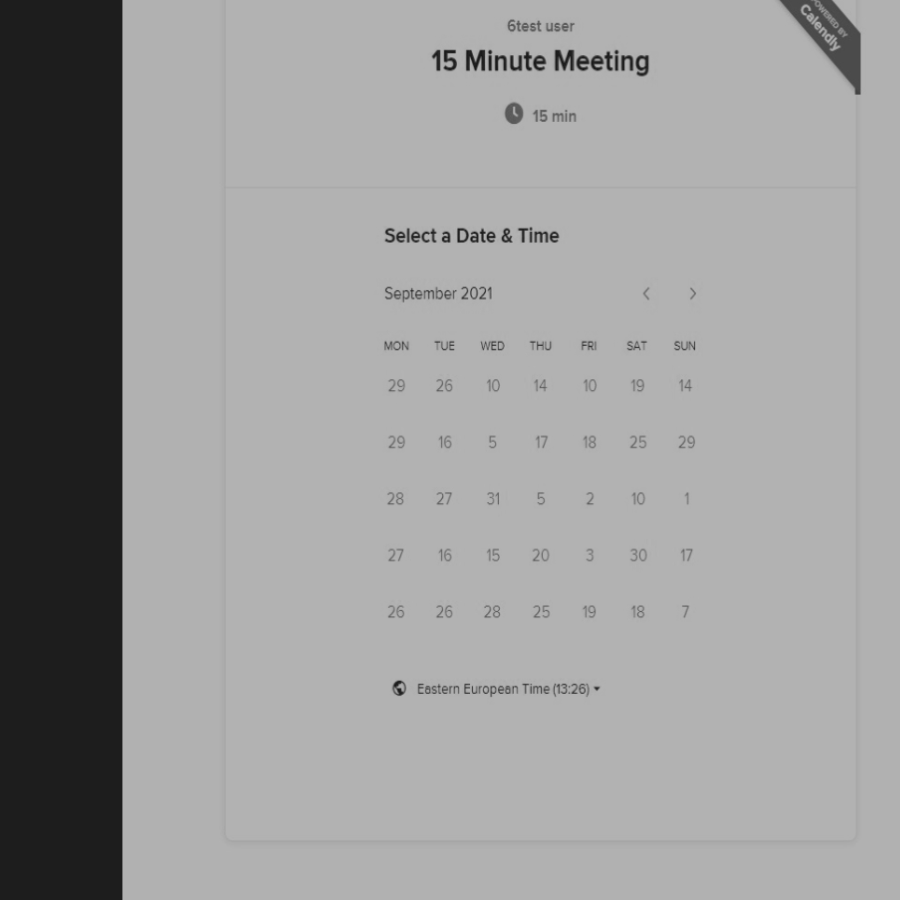 6test user
POWERED BY
Calendly
15 Minute Meeting
15 min
Select a Date & Time
September 2021
MON TUE WED THU FRI SAT SUN
29 26 10 14 10 19 14
29 16 5 17 18 25 29
28 27 31 5 2 10 1
27 16 15 20 3 30 17
26 26 28 25 19 18 7
Eastern European Time (13:26)